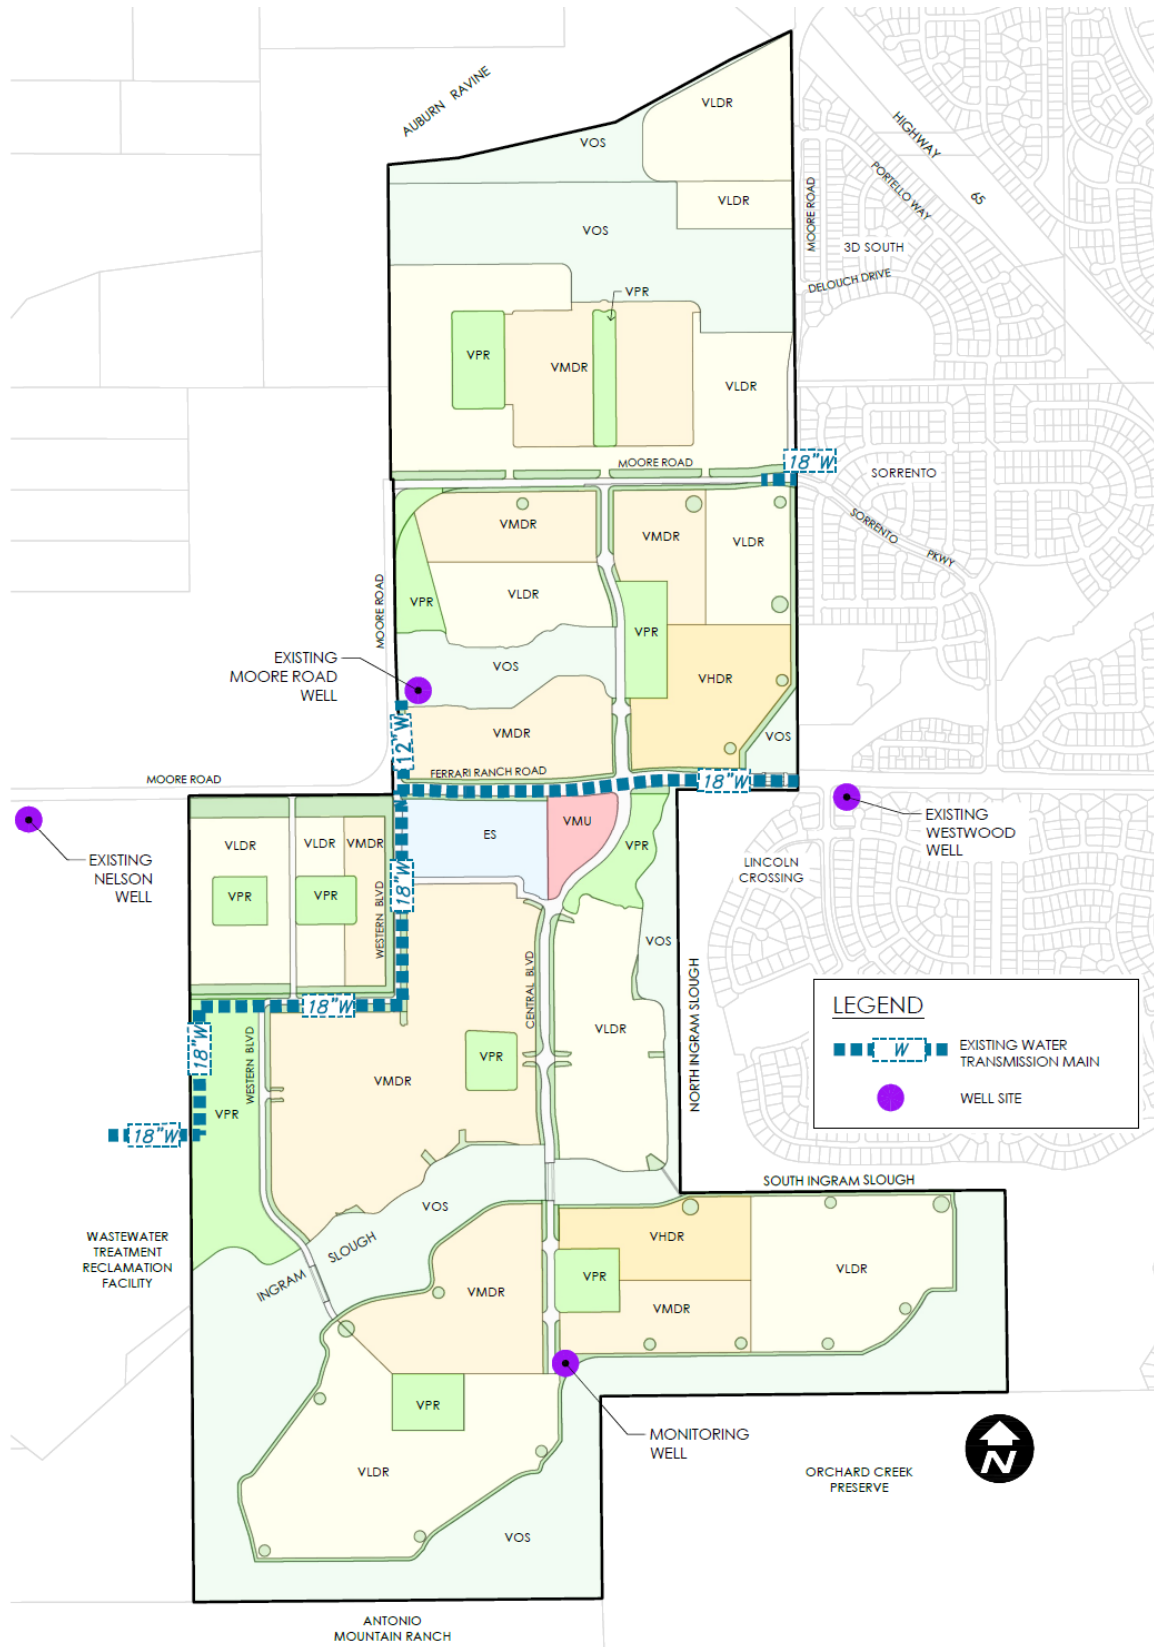 AUBURN RAVINE
VLDR
HIGHWAY
65
VOS
PORTELLO WAY
MOORE ROAD
VLDR
VOS
3D SOUTH
DELOUCH DRIVE
VPR
VPR
VMDR
VLDR
MOORE ROAD
18"W
SORRENTO
SORRENTO PKWY
VMDR
VMDR
VLDR
MOORE ROAD
VLDR
VPR
VPR
EXISTING
MOORE ROAD
WELL
VOS
VHDR
12"W
VMDR
VOS
MOORE ROAD
FERRARI RANCH ROAD
18"W
EXISTING
WESTWOOD
WELL
EXISTING
NELSON
WELL
VLDR
VLDR
VMDR
ES
VMU
VPR
LINCOLN
CROSSING
VPR
VPR
18"W
WESTERN BLVD
VOS
CENTRAL BLVD
NORTH INGRAM SLOUGH
18"W
18"W
WESTERN BLVD
VLDR
VPR
VMDR
VPR
18"W
LEGEND
W
EXISTING WATER
TRANSMISSION MAIN
WELL SITE
SOUTH INGRAM SLOUGH
VOS
WASTEWATER
TREATMENT
RECLAMATION
FACILITY
INGRAM SLOUGH
VHDR
VPR
VLDR
VMDR
VMDR
VPR
MONITORING
WELL
VLDR
N
ORCHARD CREEK
PRESERVE
VOS
ANTONIO
MOUNTAIN RANCH